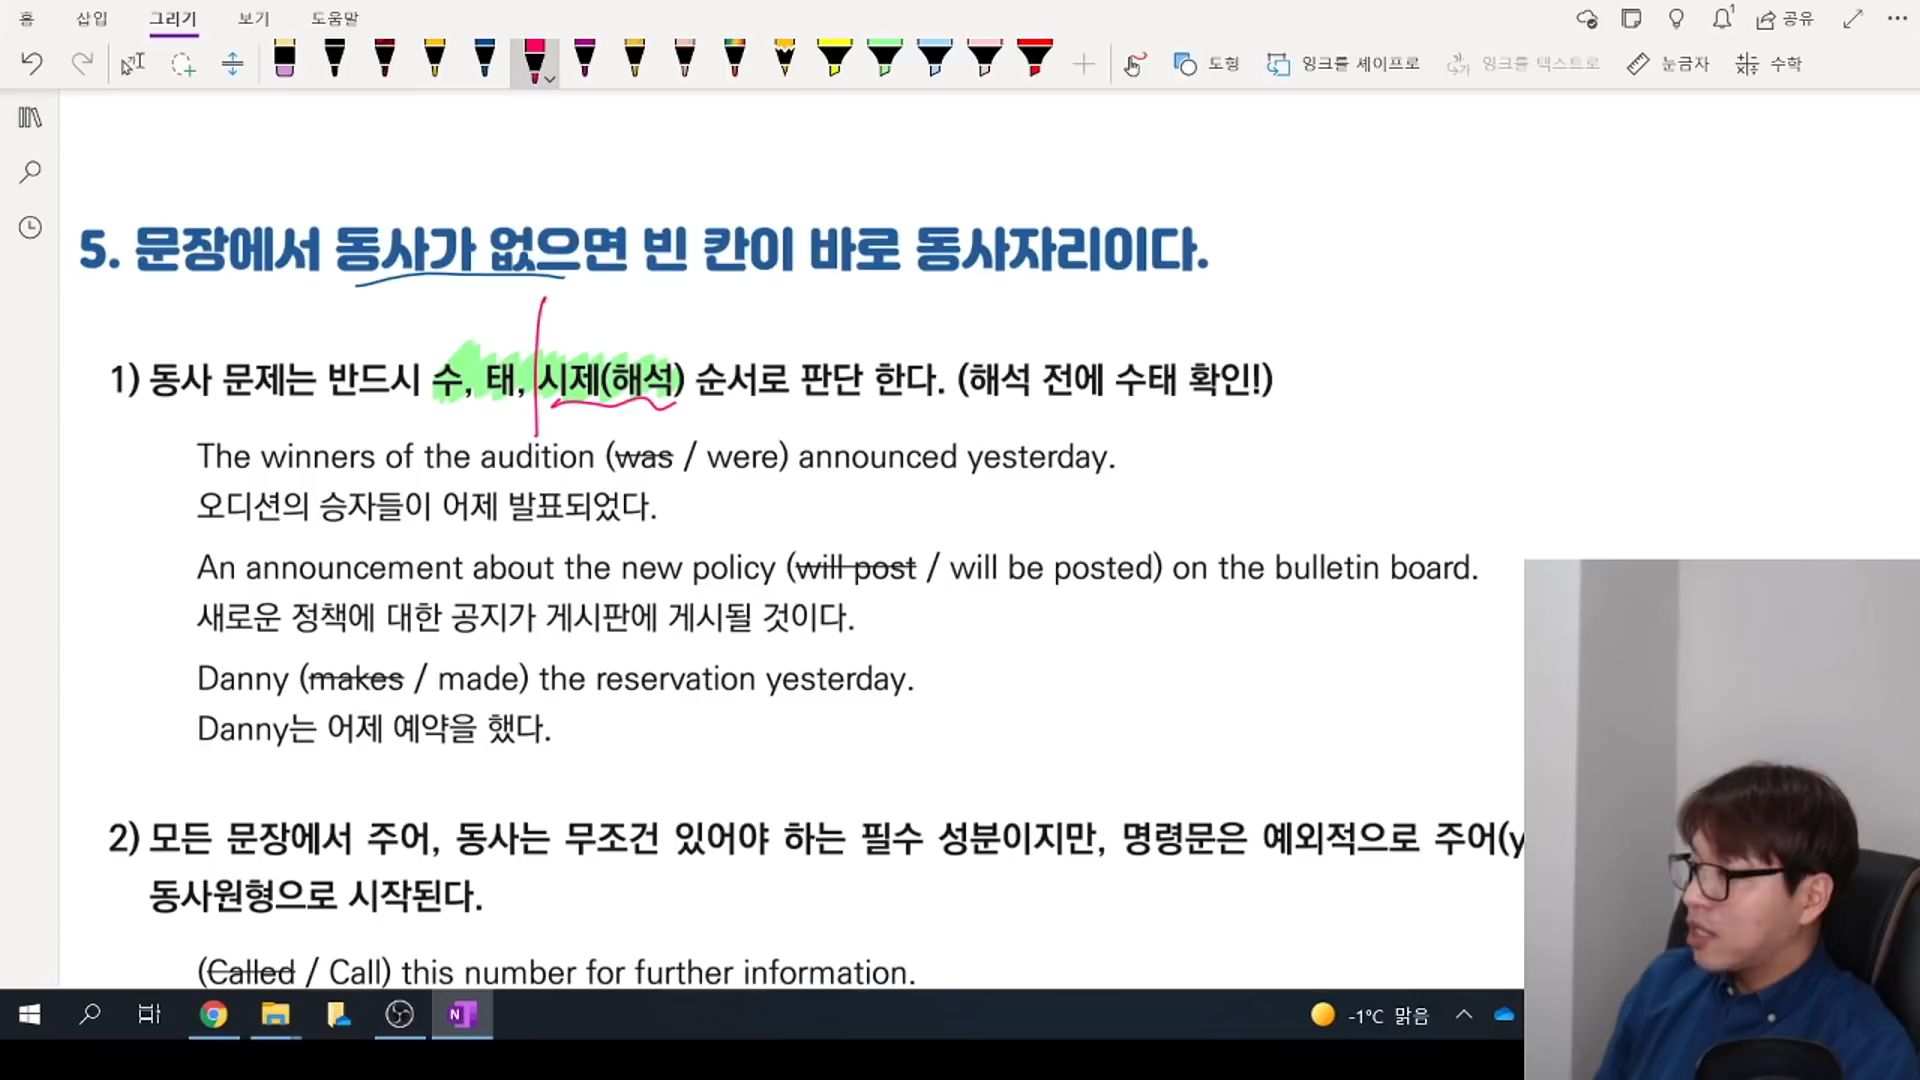 홈 삽입 그리기 보기 도움말 1 공유
도형 잉크를 셰이프로 잉크를 텍스트로 눈금자 수학
5. 문장에서 동사가 없으면 빈 칸이 바로 동사자리이다.
1) 동사 문제는 반드시 수, 태, 시제(해석) 순서로 판단 한다. (해석 전에 수태 확인!)
The winners of the audition (was / were) announced yesterday.
오디션의 승자들이 어제 발표되었다.
An announcement about the new policy (will post / will be posted) on the bulletin board.
새로운 정책에 대한 공지가 게시판에 게시될 것이다.
Danny (makes / made) the reservation yesterday.
Danny는 어제 예약을 했다.
2) 모든 문장에서 주어, 동사는 무조건 있어야 하는 필수 성분이지만, 명령문은 예외적으로 주어(y
동사원형으로 시작된다.
(Called / Call) this number for further information.
N -1°C 맑음